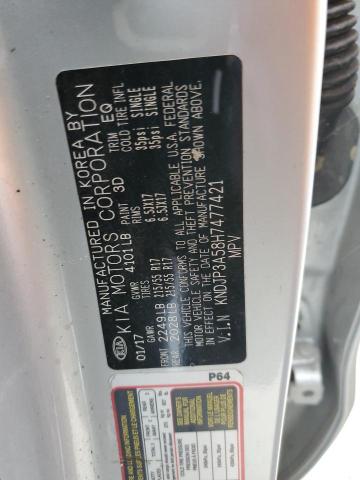 MANUFACTURED IN KOREA BY
KIA MOTORS CORPORATION
01/17 GVWR 4101LB PAINT 3D TRIM EQ
GAWR RIMS COLD TIRE INFL.
FRONT 2249LB 215/55 R17 6.5JX17 35psi SINGLE
REAR 2028LB 215/55 R17 6.5JX17 35psi SINGLE
THIS VEHICLE CONFORMS TO ALL APPLICABLE U.S.A. FEDERAL
MOTOR VEHICLE SAFETY AND THEFT PREVENTION STANDARDS
IN EFFECT ON THE DATE OF MANUFACTURE SHOWN ABOVE.
V.I.N KNDJP3A58H7477421
MPV
KIA
P64